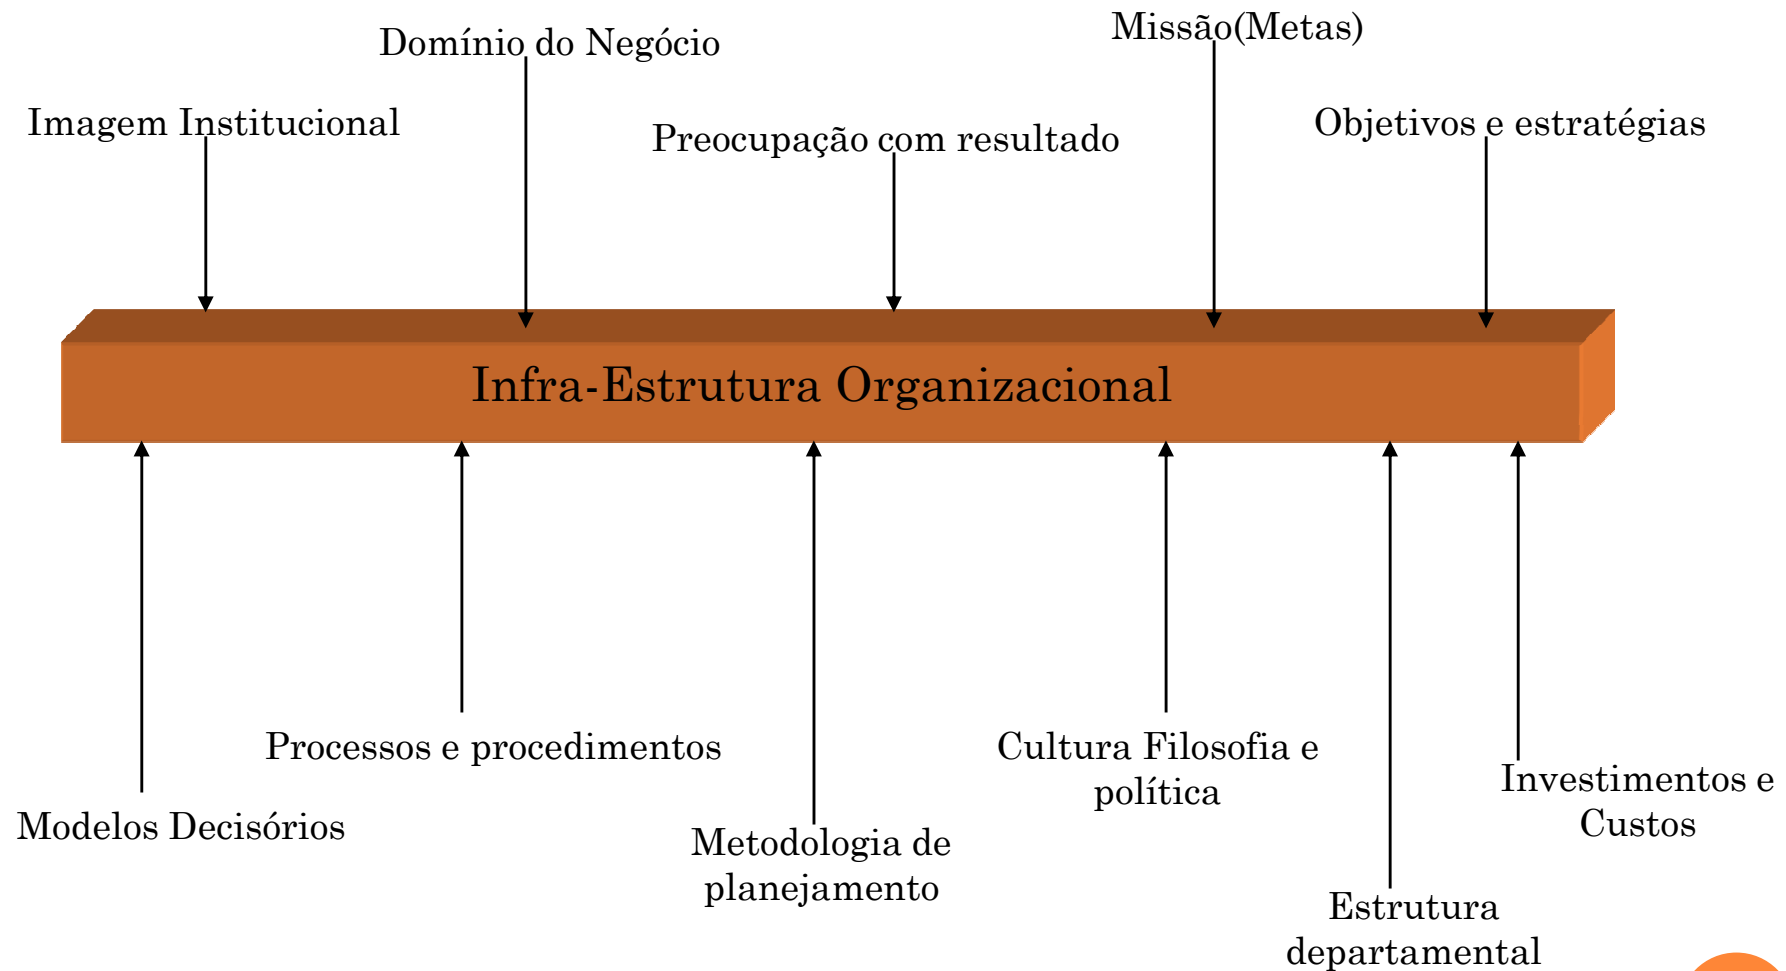 Domínio do Negócio
Missão(Metas)
Imagem Institucional
Preocupação com resultado
Objetivos e estratégias
Infra-Estrutura Organizacional
Processos e procedimentos
Cultura Filosofia e
política
Investimentos e
Custos
Modelos Decisórios
Metodologia de
planejamento
Estrutura
departamental